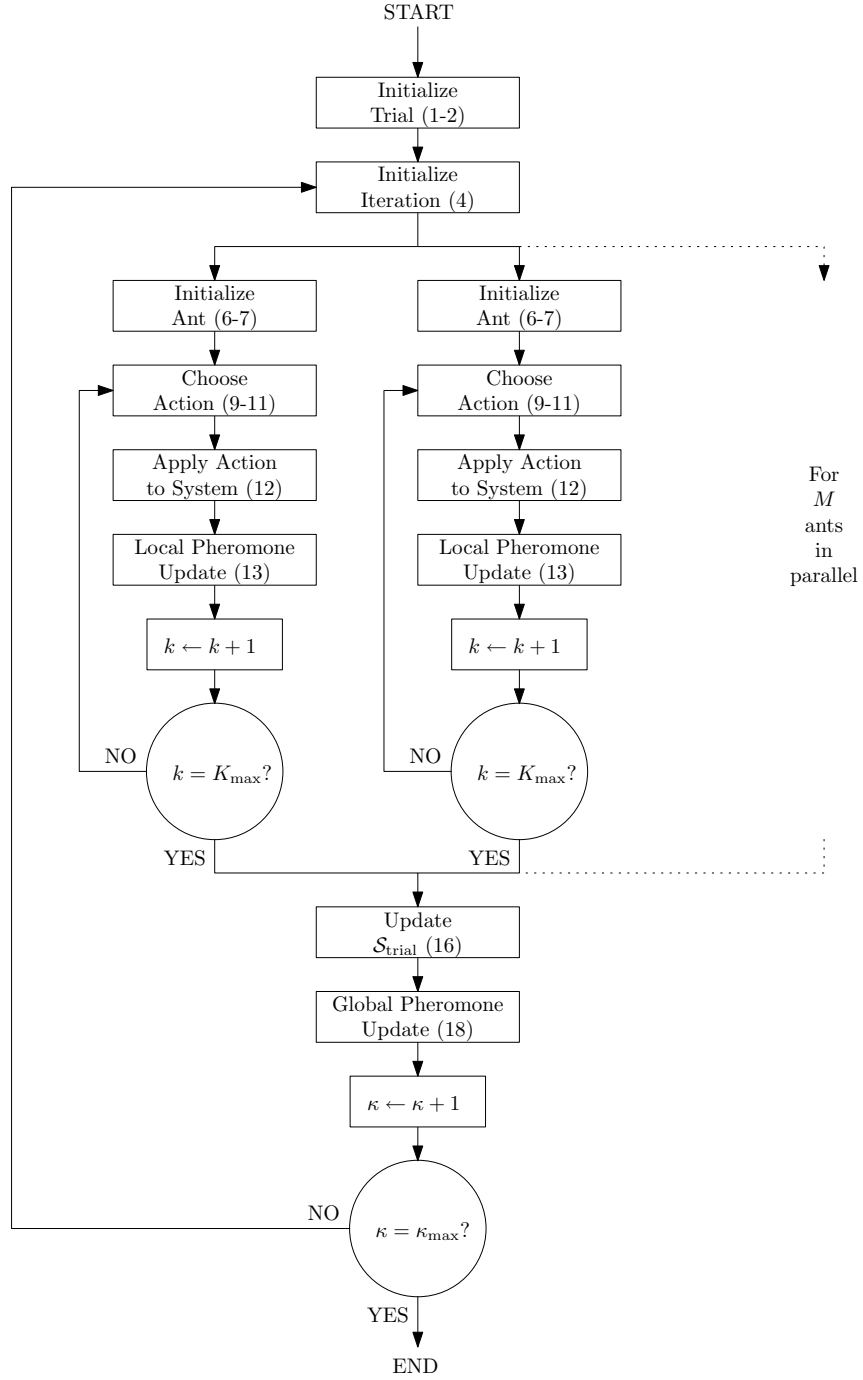 START
Initialize
Trial (1-2)
Initialize
Iteration (4)
Initialize
Ant (6-7)
Choose
Action (9-11)
Apply Action
to System (12)
Local Pheromone
Update (13)
k ← k + 1
NO
k = K_max?
YES
Initialize
Ant (6-7)
Choose
Action (9-11)
Apply Action
to System (12)
Local Pheromone
Update (13)
k ← k + 1
NO
k = K_max?
YES
For
M
ants
in
parallel
Update
𝒮_trial (16)
Global Pheromone
Update (18)
κ ← κ + 1
NO
κ = κ_max?
YES
END